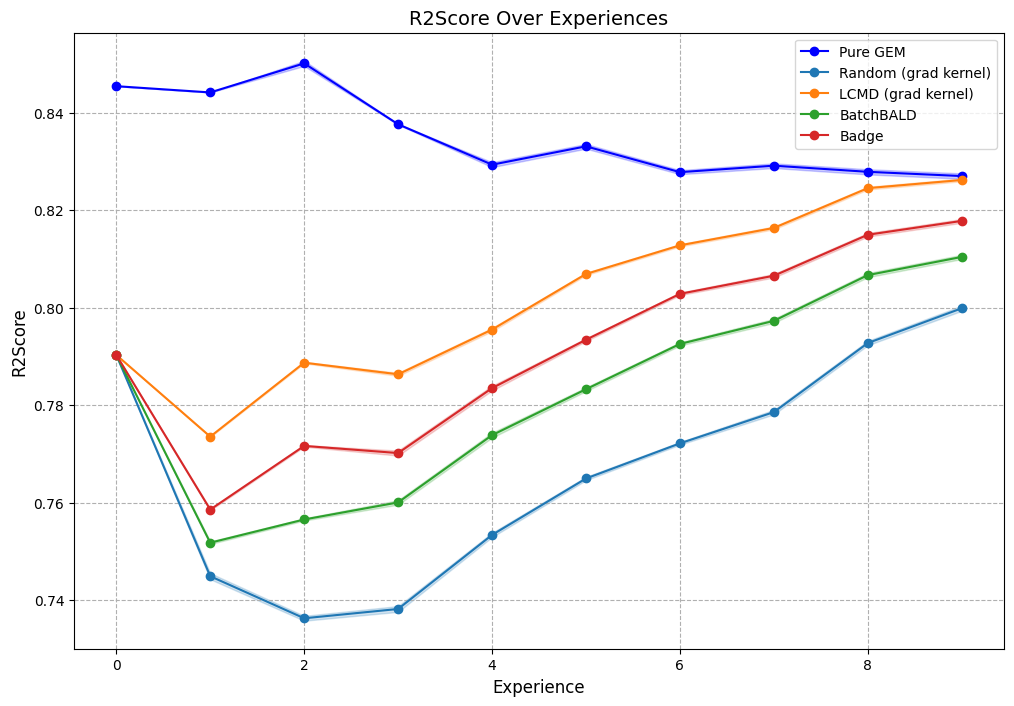 R2Score Over Experiences
Pure GEM
Random (grad kernel)
LCMD (grad kernel)
BatchBALD
Badge
R2Score
0.84
0.82
0.80
0.78
0.76
0.74
0 2 4 6 8
Experience